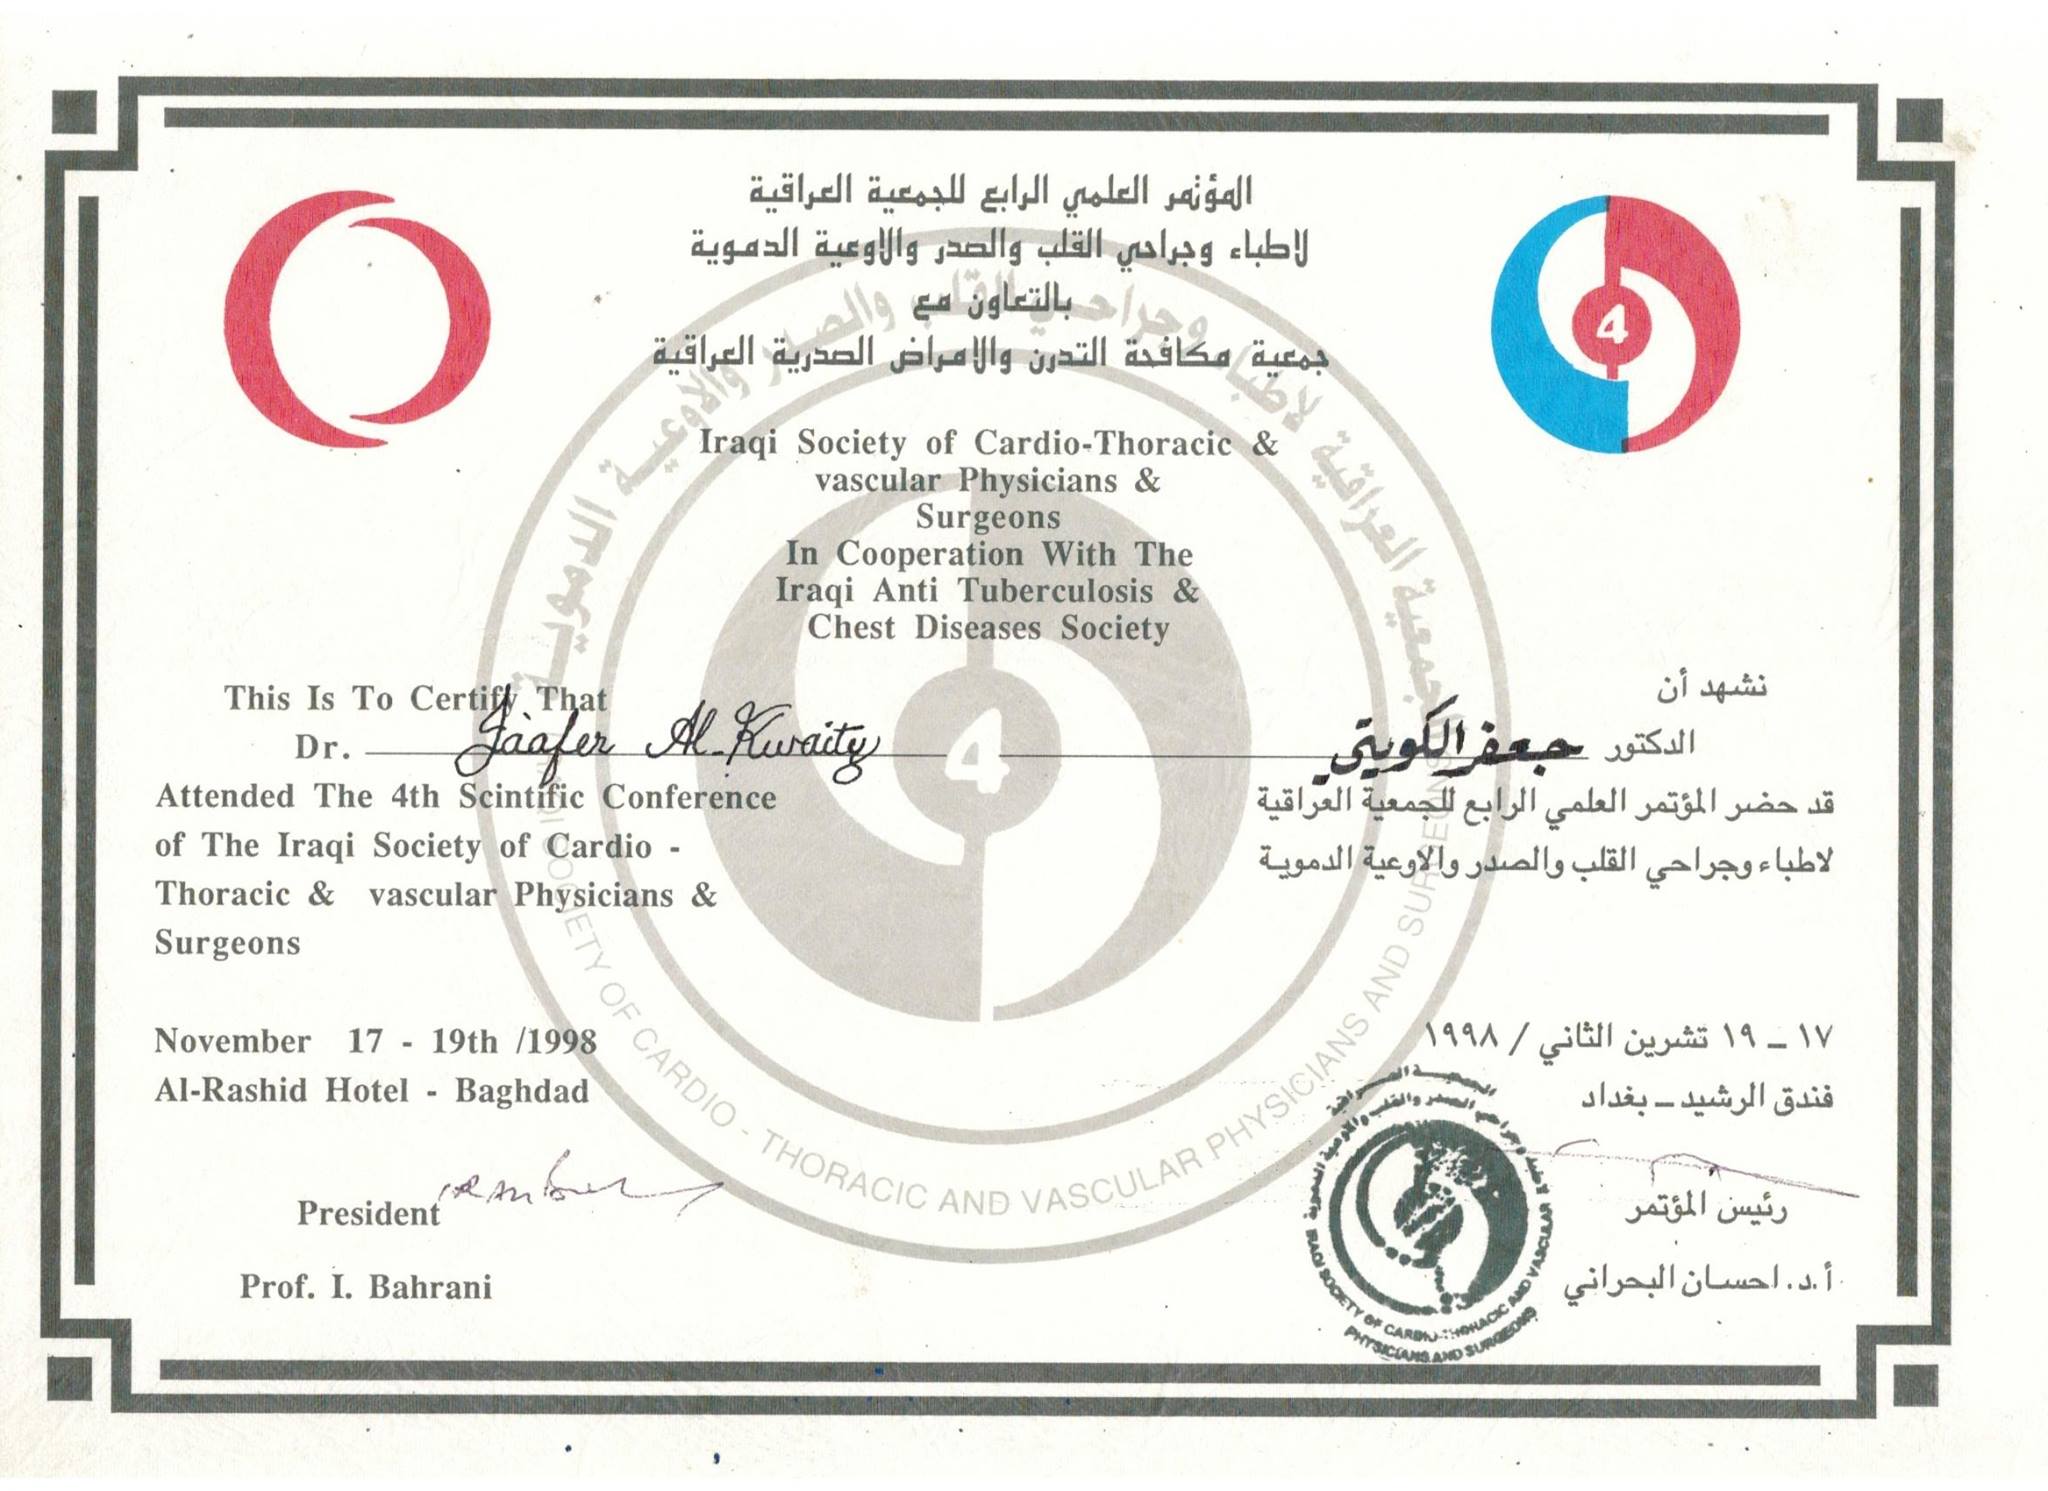 المؤتمر العلمي الرابع للجمعية العراقية
لاطباء وجراحي القلب والصدر والاوعية الدموية
بالتعاون مع
جمعية مكافحة التدرن والامراض الصدرية العراقية
4
Iraqi Society of Cardio-Thoracic &
vascular Physicians &
Surgeons
In Cooperation With The
Iraqi Anti Tuberculosis &
Chest Diseases Society
This Is To Certify That
Dr. Jaafer Al-Kwaity
Attended The 4th Scintific Conference
of The Iraqi Society of Cardio -
Thoracic & vascular Physicians &
Surgeons
November 17 - 19th /1998
Al-Rashid Hotel - Baghdad
President
Prof. I. Bahrani
نشهد أن
الدكتور جعفر الكويتي
قد حضر المؤتمر العلمي الرابع للجمعية العراقية
لاطباء وجراحي القلب والصدر والاوعية الدموية
١٧ ــ ١٩ تشرين الثاني / ١٩٩٨
فندق الرشيد ــ بغداد
رئيس المؤتمر
أ.د. احسان البحراني
الجمعية العراقية لاطباء وجراحي القلب والصدر والاوعية الدموية
IRAQI SOCIETY OF CARDIO - THORACIC AND VASCULAR PHYSICIANS AND SURGEONS
4
الجمعية العراقية
لاطباء وجراحي الصدر والقلب والاوعية الدموية
IRAQI SOCIETY OF CARDIO-THORACIC AND VASCULAR
PHYSICIANS AND SURGEONS